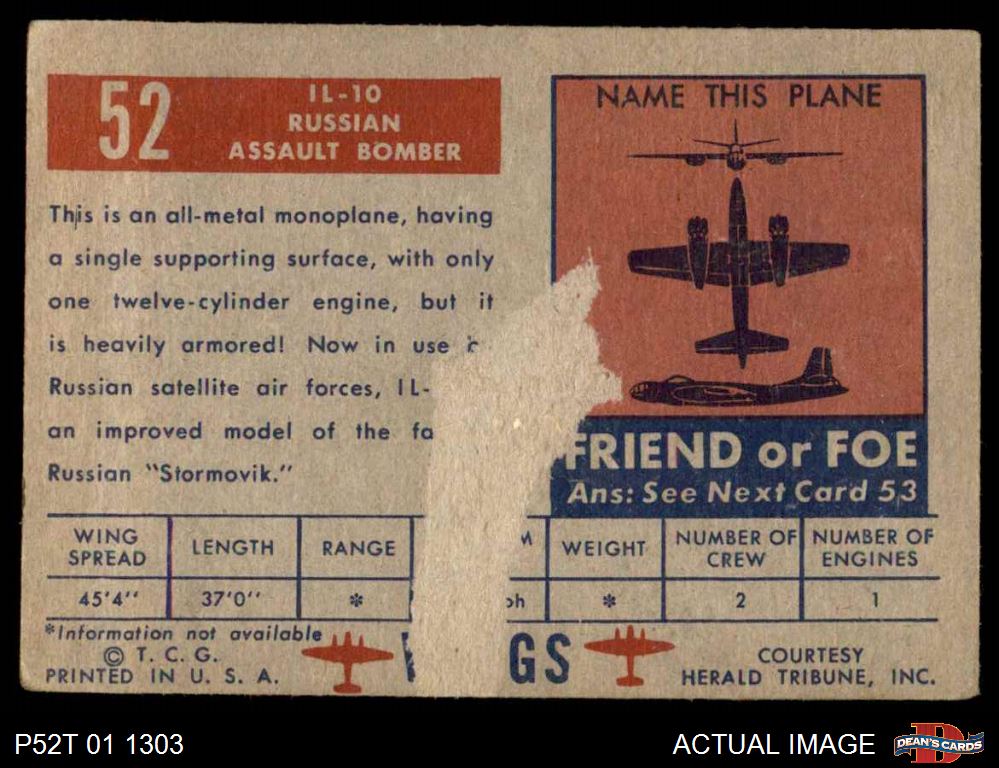 52
IL-10
RUSSIAN
ASSAULT BOMBER
This is an all-metal monoplane, having
a single supporting surface, with only
one twelve-cylinder engine, but it
is heavily armored! Now in use
Russian satellite air forces, IL-
an improved model of the fa
Russian "Stormovik."
NAME THIS PLANE
FRIEND or FOE
Ans: See Next Card 53
WING SPREAD LENGTH RANGE M WEIGHT NUMBER OF CREW NUMBER OF ENGINES
45'4'' 37'0'' * ph * 2 1
*Information not available
© T. C. G.
PRINTED IN U. S. A.
GS
COURTESY
HERALD TRIBUNE, INC.
P52T 01 1303
ACTUAL IMAGE
D
DEAN'S CARDS